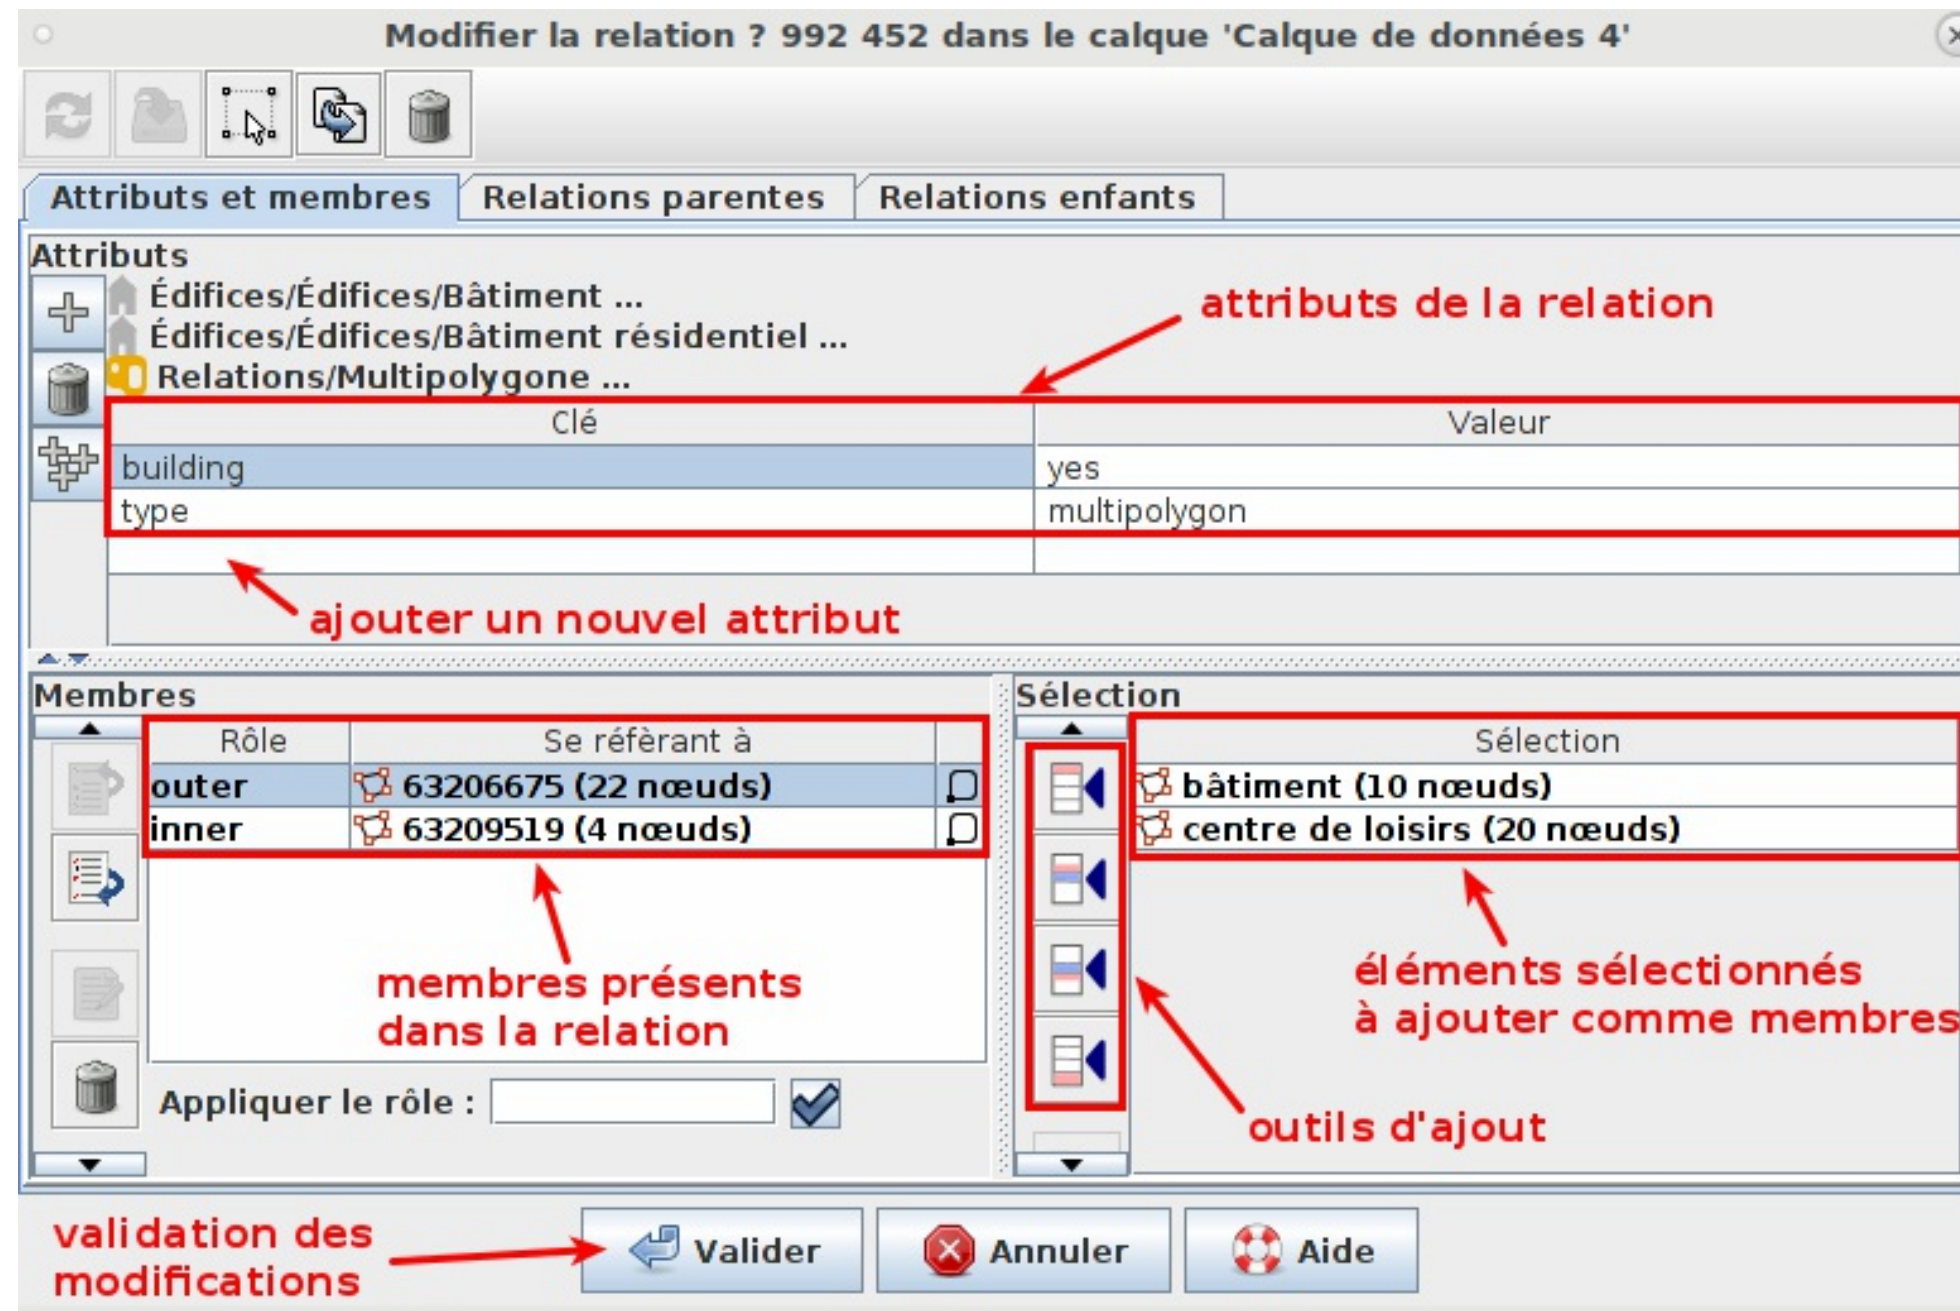 Modifier la relation ? 992 452 dans le calque 'Calque de données 4'
Attributs et membres Relations parentes Relations enfants
Attributs
Édifices/Édifices/Bâtiment ...
Édifices/Édifices/Bâtiment résidentiel ...
Relations/Multipolygone ...
attributs de la relation
Clé Valeur
building yes
type multipolygon
ajouter un nouvel attribut
Membres
Rôle Se réfèrant à
outer 63206675 (22 nœuds)
inner 63209519 (4 nœuds)
membres présents
dans la relation
Appliquer le rôle :
Sélection
Sélection
bâtiment (10 nœuds)
centre de loisirs (20 nœuds)
éléments sélectionnés
à ajouter comme membres
outils d'ajout
validation des
modifications
Valider Annuler Aide